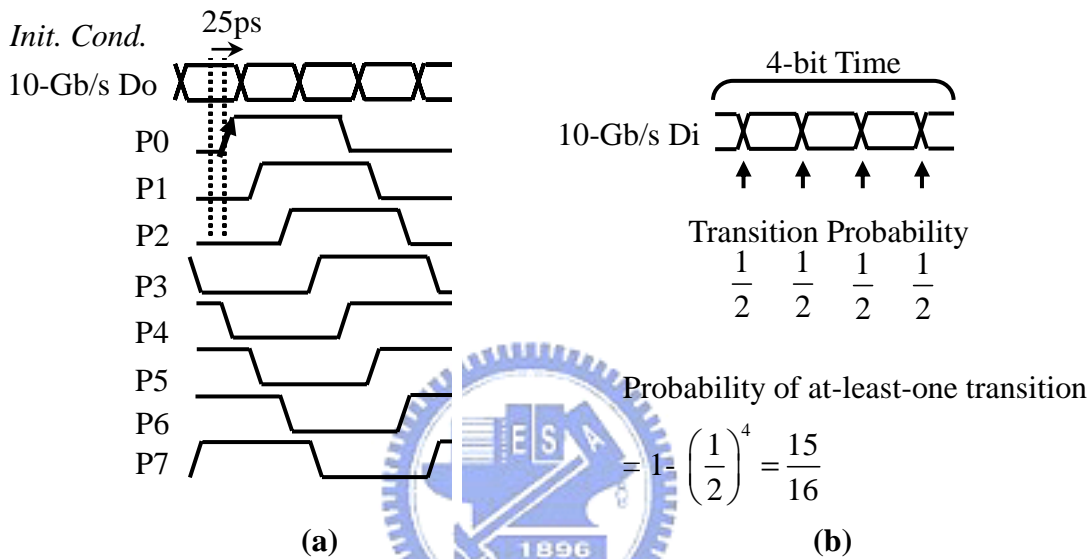 25ps
Init. Cond.
10-Gb/s Do
P0
P1
P2
P3
P4
P5
P6
P7
(a)
4-bit Time
10-Gb/s Di
Transition Probability
1/2 1/2 1/2 1/2
Probability of at-least-one transition
= 1- (1/2)^4 = 15/16
(b)
E S A
1896